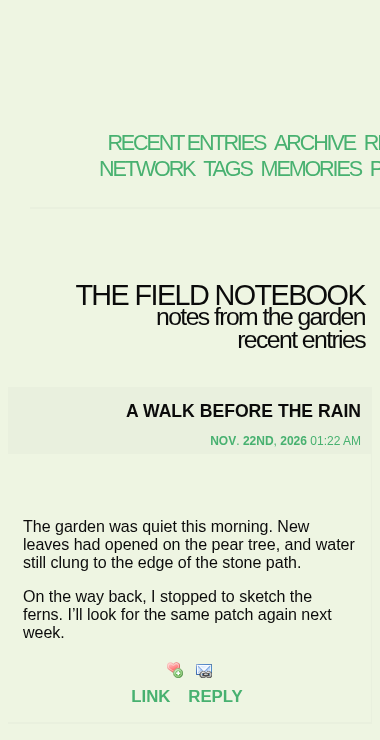 RECENT ENTRIES ARCHIVE
NETWORK TAGS MEMORIES
THE FIELD NOTEBOOK
notes from the garden
recent entries
A WALK BEFORE THE RAIN
NOV. 22ND, 2026 01:22 AM
The garden was quiet this morning. New
leaves had opened on the pear tree, and water
still clung to the edge of the stone path.
On the way back, I stopped to sketch the
ferns. I’ll look for the same patch again next
week.
LINK REPLY